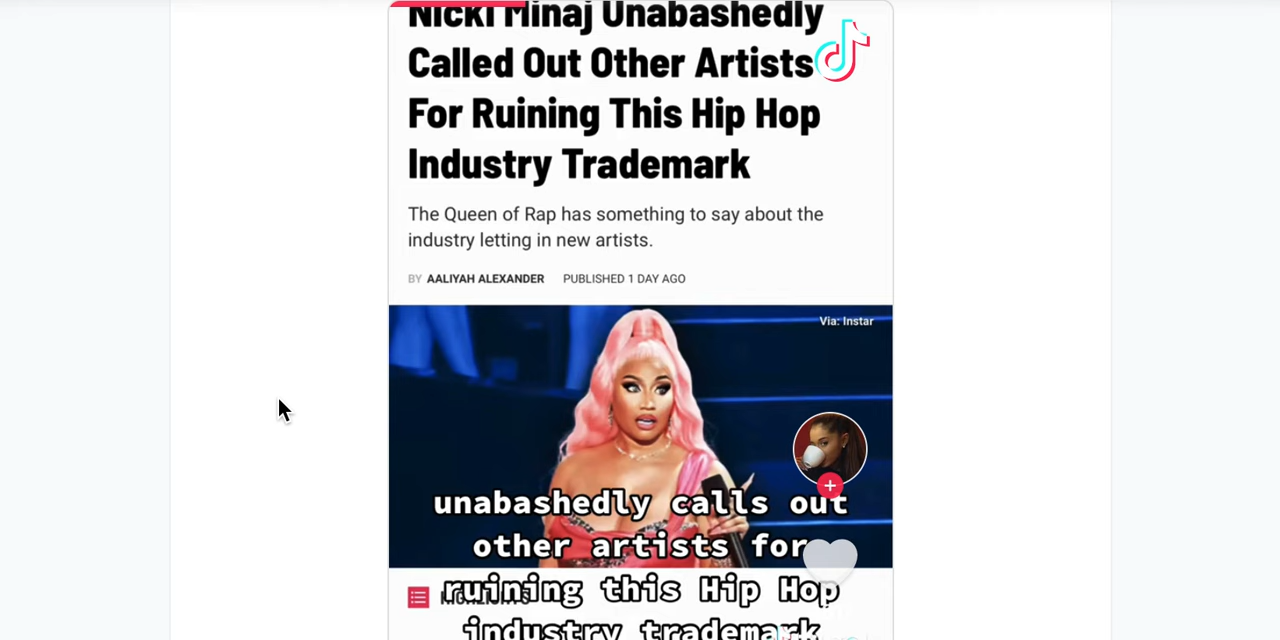 Nicki Minaj Unabashedly
Called Out Other Artists
For Ruining This Hip Hop
Industry Trademark
The Queen of Rap has something to say about the
industry letting in new artists.
BY AALIYAH ALEXANDER PUBLISHED 1 DAY AGO
Via: Instar
unabashedly calls out
other artists for
ruining this Hip Hop
industry trademark